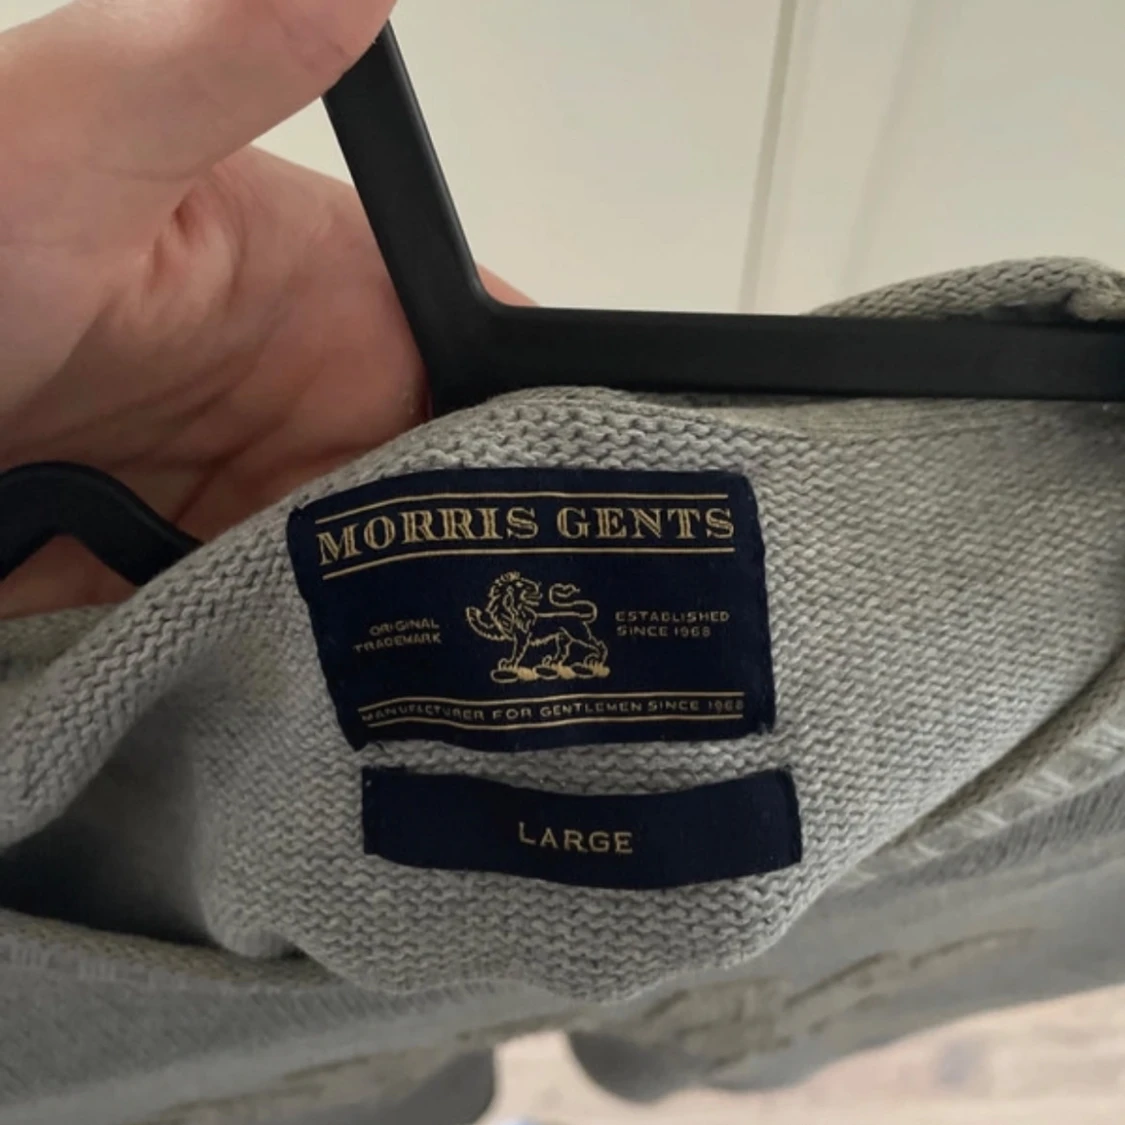 MORRIS GENTS
ORIGINAL
TRADEMARK
ESTABLISHED
SINCE 1968
MANUFACTURER FOR GENTLEMEN SINCE 1968
LARGE